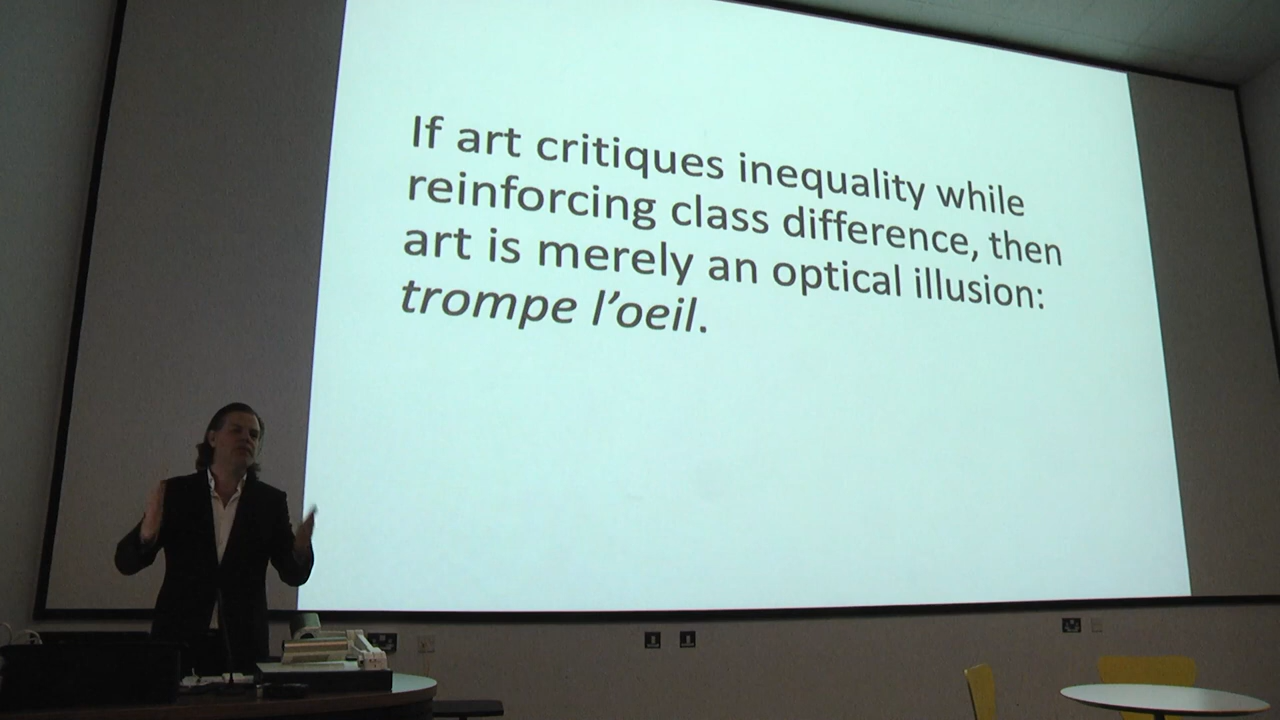 If art critiques inequality while
reinforcing class difference, then
art is merely an optical illusion:
trompe l’oeil.